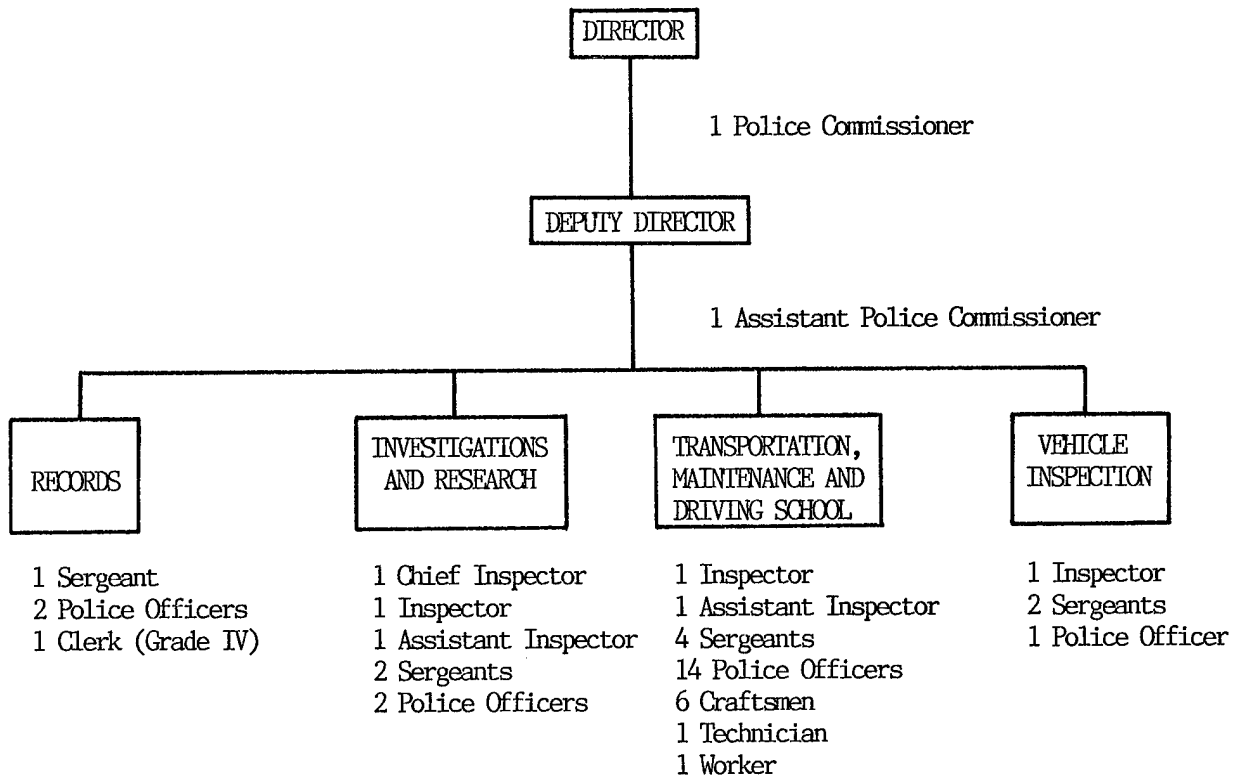 DIRECTOR
1 Police Commissioner
DEPUTY DIRECTOR
1 Assistant Police Commissioner
RECORDS
1 Sergeant
2 Police Officers
1 Clerk (Grade IV)
INVESTIGATIONS
AND RESEARCH
1 Chief Inspector
1 Inspector
1 Assistant Inspector
2 Sergeants
2 Police Officers
TRANSPORTATION,
MAINTENANCE AND
DRIVING SCHOOL
1 Inspector
1 Assistant Inspector
4 Sergeants
14 Police Officers
6 Craftsmen
1 Technician
1 Worker
VEHICLE
INSPECTION
1 Inspector
2 Sergeants
1 Police Officer